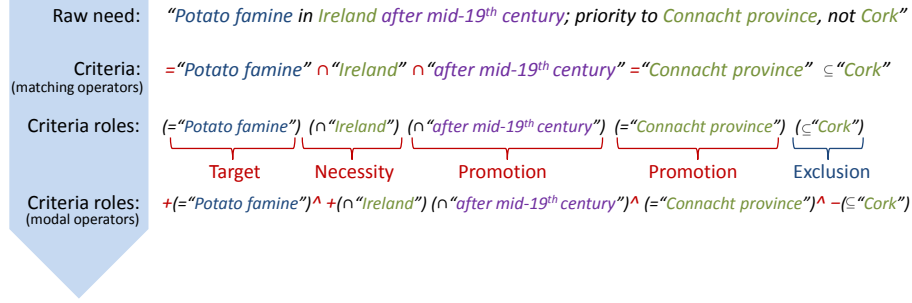 Raw need: “Potato famine in Ireland after mid-19th century; priority to Connacht province, not Cork”
Criteria: =“Potato famine” ∩“Ireland” ∩“after mid-19th century” =“Connacht province” ⊆“Cork”
(matching operators)
Criteria roles: (=“Potato famine”) (∩“Ireland”) (∩“after mid-19th century”) (=“Connacht province”) (⊆“Cork”)
Target Necessity Promotion Promotion Exclusion
Criteria roles: +(=“Potato famine”)^ +(∩“Ireland”) (∩“after mid-19th century”)^ (=“Connacht province”)^ −(⊆“Cork”)
(modal operators)